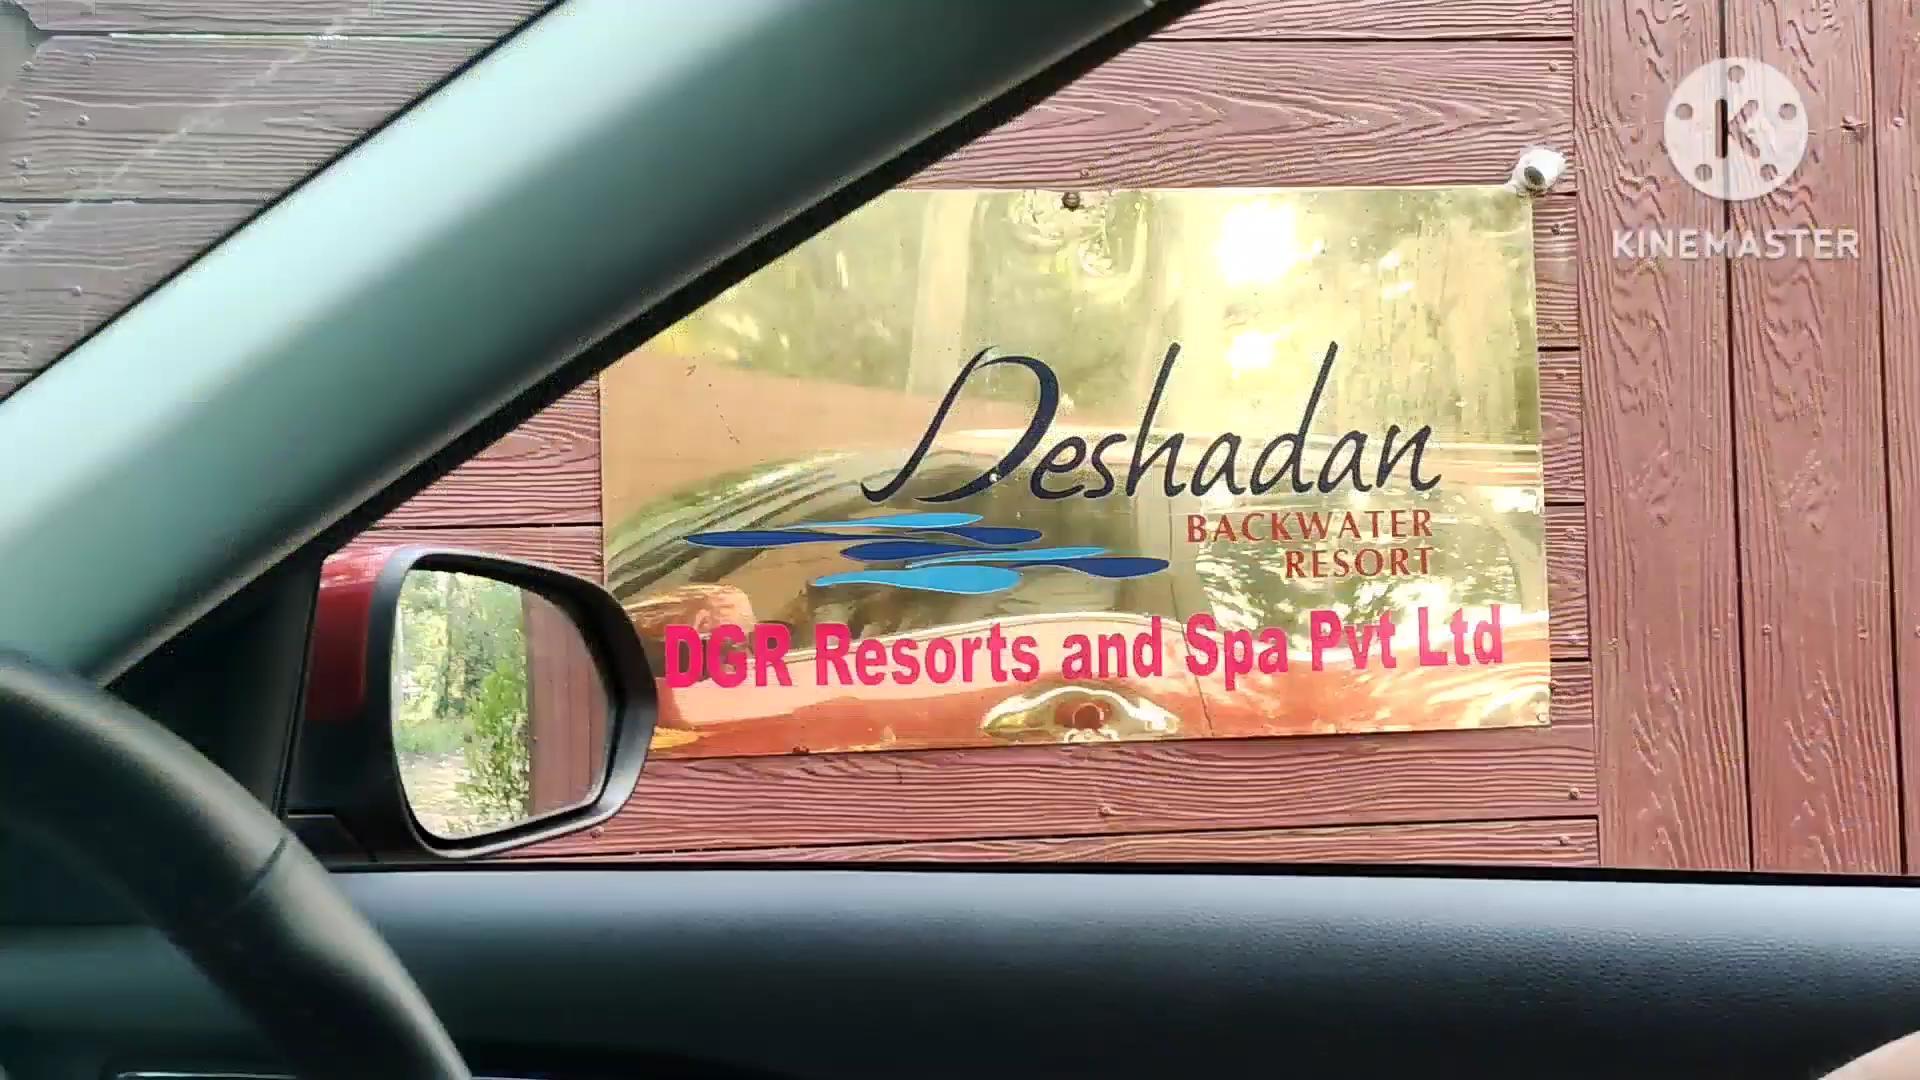 K
KINEMASTER
Deshadan
BACKWATER
RESORT
DGR Resorts and Spa Pvt Ltd